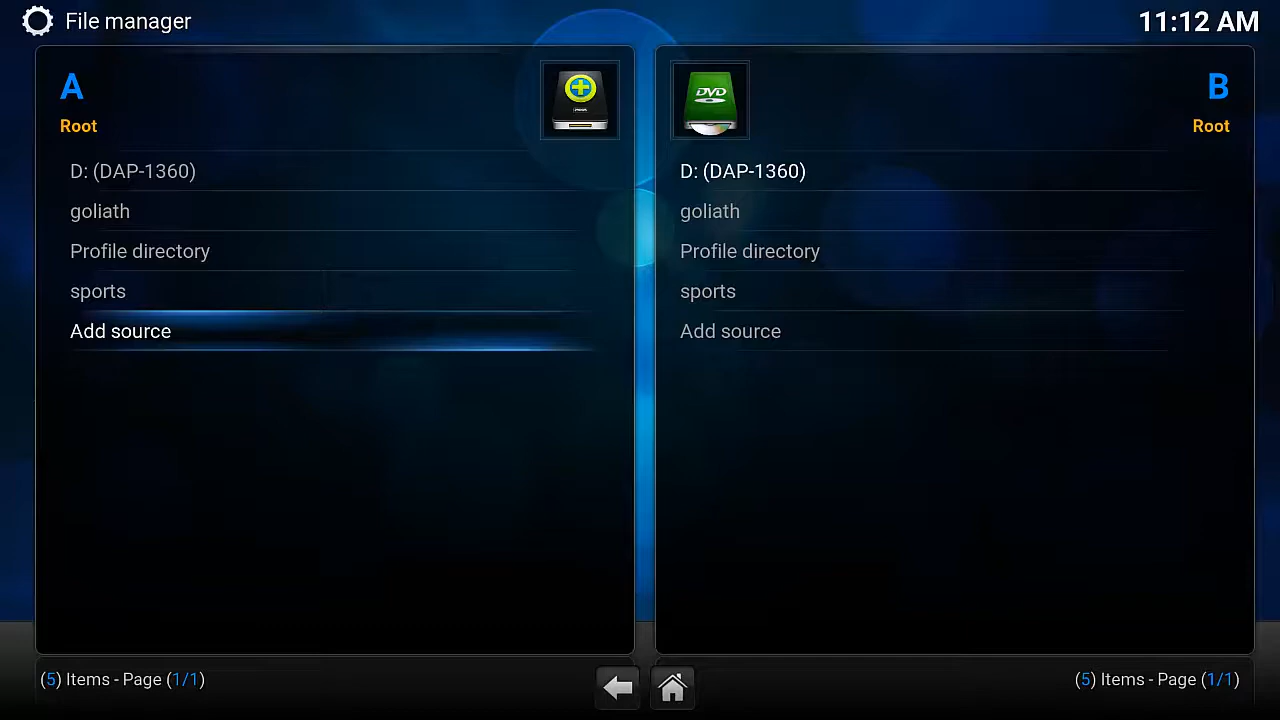 File manager
11:12 AM
A
Root
D: (DAP-1360)
goliath
Profile directory
sports
Add source
(5) Items - Page (1/1)
DVD
B
Root
D: (DAP-1360)
goliath
Profile directory
sports
Add source
(5) Items - Page (1/1)